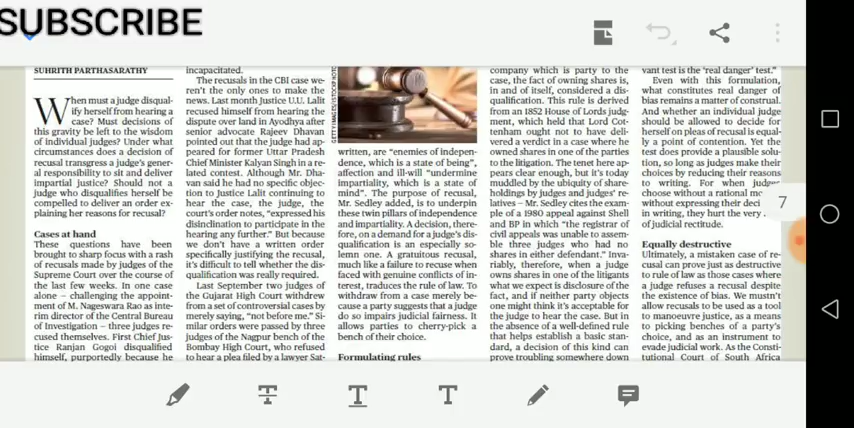 SUBSCRIBE
SUHRITH PARTHASARATHY
When must a judge disqual-
ify herself from hearing a
case? Must decisions of
this gravity be left to the wisdom
of individual judges? Under what
circumstances does a decision of
recusal transgress a judge's gener-
al responsibility to sit and deliver
impartial justice? Should not a
judge who disqualifies herself be
compelled to deliver an order ex-
plaining her reasons for recusal?
Cases at hand
These questions have been
brought to sharp focus with a rash
of recusals made by judges of the
Supreme Court over the course of
the last few weeks. In one case
alone – challenging the appoint-
ment of M. Nageswara Rao as inte-
rim director of the Central Bureau
of Investigation – three judges re-
cused themselves. First Chief Jus-
tice Ranjan Gogoi disqualified
himself, purportedly because he
incapacitated.
The recusals in the CBI case we-
ren't the only ones to make the
news. Last month Justice U.U. Lalit
recused himself from hearing the
dispute over land in Ayodhya after
senior advocate Rajeev Dhavan
pointed out that the judge had ap-
peared for former Uttar Pradesh
Chief Minister Kalyan Singh in a re-
lated contest. Although Mr. Dha-
van said he had no specific objec-
tion to Justice Lalit continuing to
hear the case, the judge, the
court's order notes, “expressed his
disinclination to participate in the
hearing any further.” But because
we don't have a written order
specifically justifying the recusal,
it's difficult to tell whether the dis-
qualification was really required.
Last September two judges of
the Gujarat High Court withdrew
from a set of controversial cases by
merely saying, “not before me.” Si-
milar orders were passed by three
judges of the Nagpur bench of the
Bombay High Court, who refused
to hear a plea filed by a lawyer Sat-
GETTY IMAGES/ISTOCKPHOTO
written, are “enemies of indepen-
dence, which is a state of being”,
affection and ill-will “undermine
impartiality, which is a state of
mind”. The purpose of recusal,
Mr. Sedley added, is to underpin
these twin pillars of independence
and impartiality. A decision, there-
fore, on a demand for a judge's dis-
qualification is an especially so-
lemn one. A gratuitous recusal,
much like a failure to recuse when
faced with genuine conflicts of in-
terest, traduces the rule of law. To
withdraw from a case merely be-
cause a party suggests that a judge
do so impairs judicial fairness. It
allows parties to cherry-pick a
bench of their choice.
Formulating rules
company which is party to the
case, the fact of owning shares is,
in and of itself, considered a dis-
qualification. This rule is derived
from an 1852 House of Lords judg-
ment, which held that Lord Cot-
tenham ought not to have deli-
vered a verdict in a case where he
owned shares in one of the parties
to the litigation. The tenet here ap-
pears clear enough, but it's today
muddled by the ubiquity of share-
holdings by judges and judges' re-
latives – Mr. Sedley cites the exam-
ple of a 1980 appeal against Shell
and BP in which “the registrar of
civil appeals was unable to assem-
ble three judges who had no
shares in either defendant.” Inva-
riably, therefore, when a judge
owns shares in one of the litigants
what we expect is disclosure of the
fact, and if neither party objects
one might think it's acceptable for
the judge to hear the case. But in
the absence of a well-defined rule
that helps establish a basic stan-
dard, a decision of this kind can
prove troubling somewhere down
vant test is the ‘real danger’ test.”
Even with this formulation,
what constitutes real danger of
bias remains a matter of construal.
And whether an individual judge
should be allowed to decide for
herself on pleas of recusal is equal-
ly a point of contention. Yet the
test does provide a plausible solu-
tion, so long as judges make their
choices by reducing their reasons
to writing. For when judges
choose without a rational mo
without expressing their deci
in writing, they hurt the very
of judicial rectitude.
Equally destructive
Ultimately, a mistaken case of re-
cusal can prove just as destructive
to rule of law as those cases where
a judge refuses a recusal despite
the existence of bias. We mustn't
allow recusals to be used as a tool
to manoeuvre justice, as a means
to picking benches of a party's
choice, and as an instrument to
evade judicial work. As the Consti-
tutional Court of South Africa
7
T
T
T